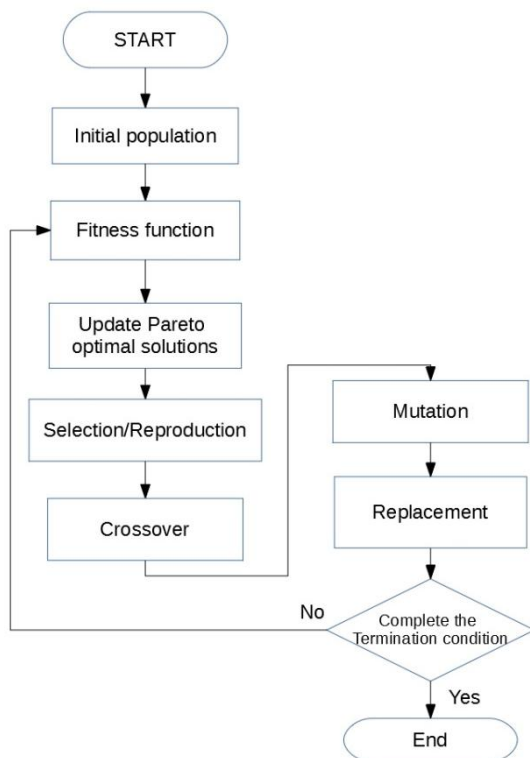 START
Initial population
Fitness function
Update Pareto
optimal solutions
Selection/Reproduction
Crossover
Mutation
Replacement
Complete the
Termination condition
No
Yes
End